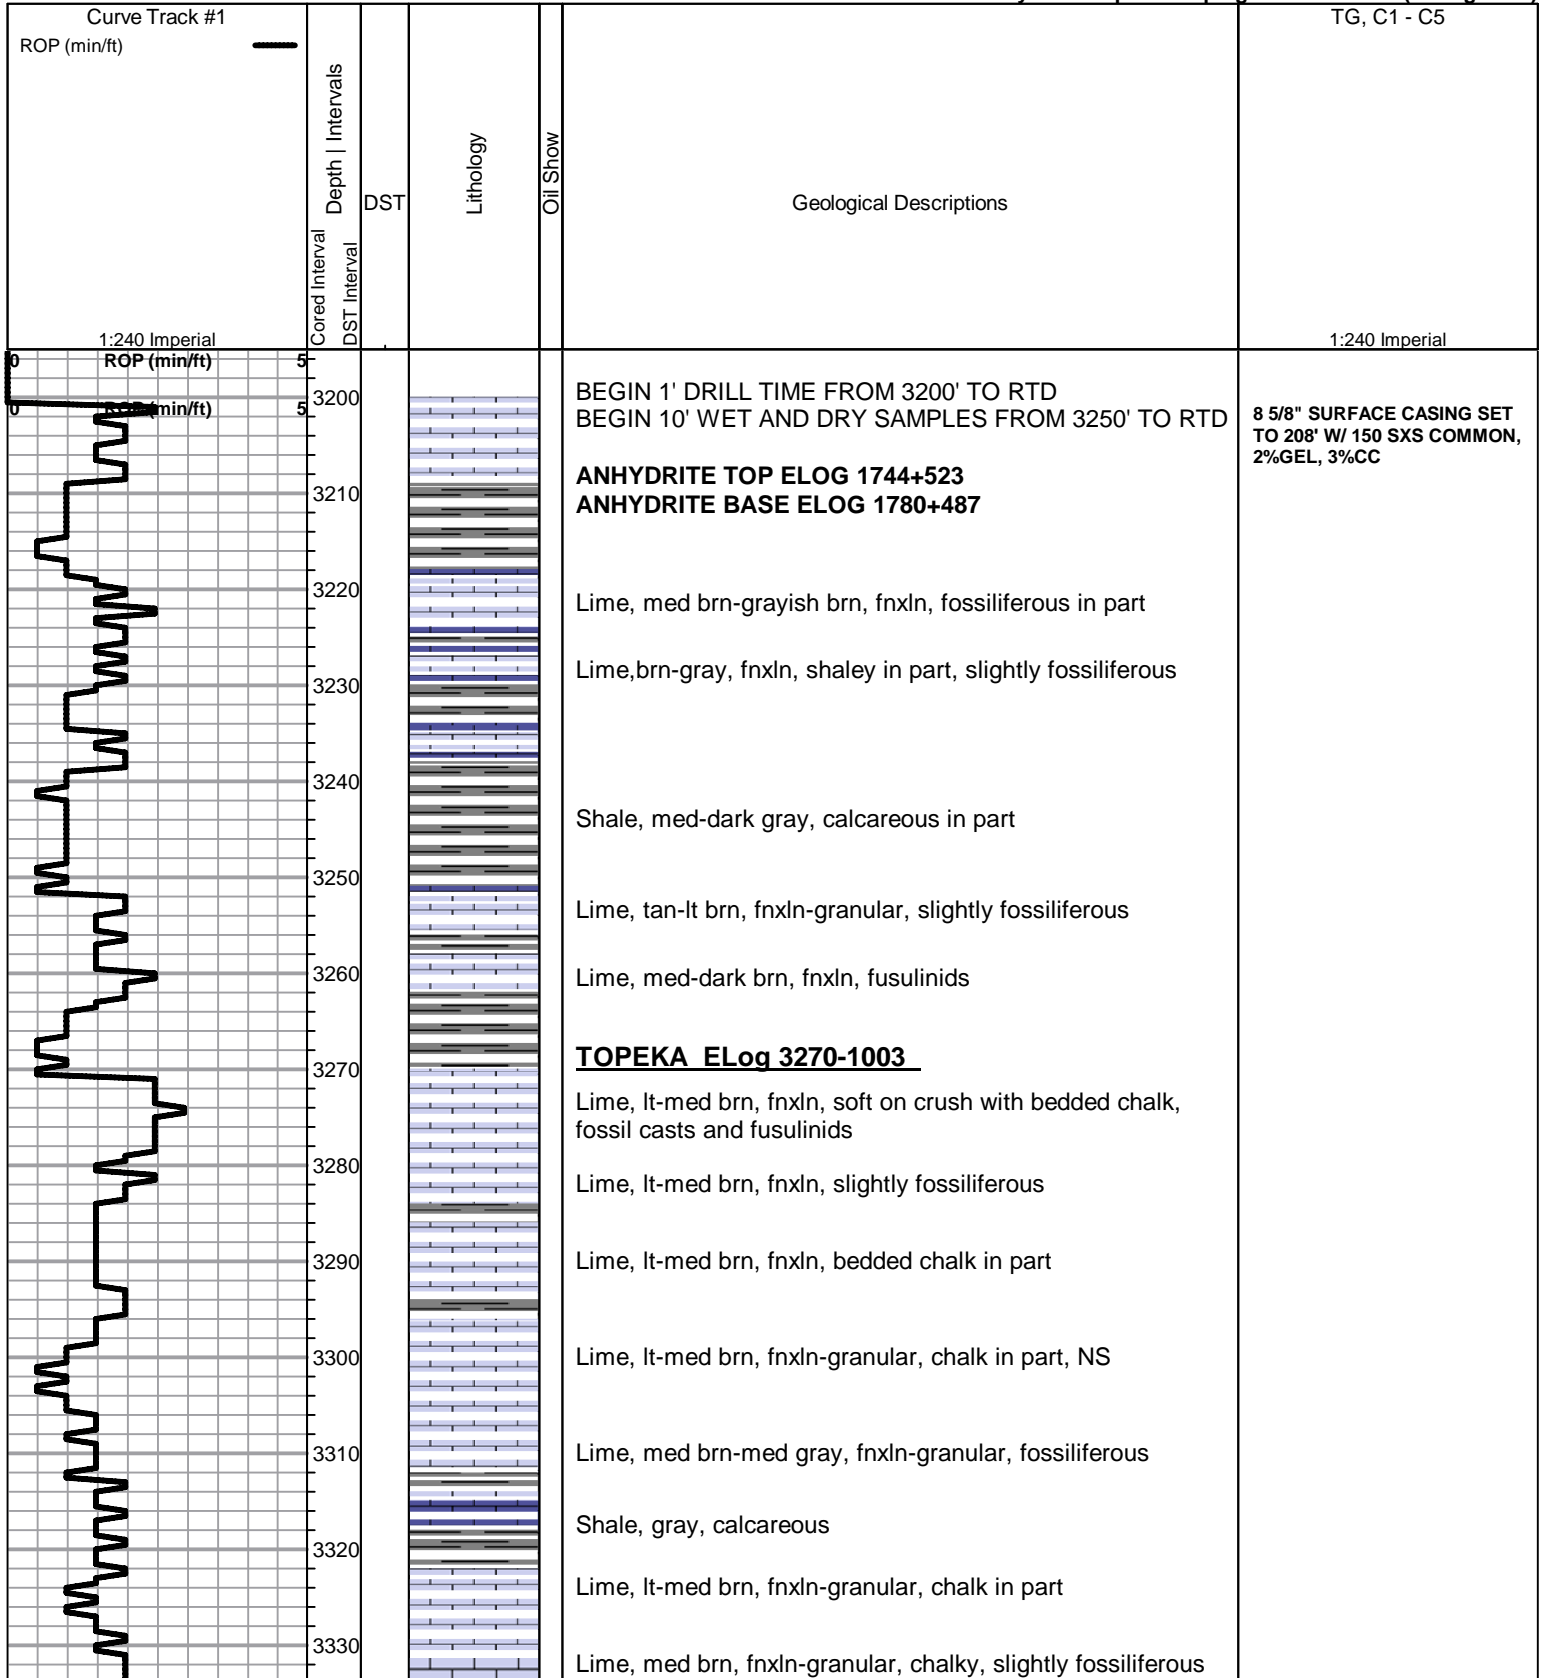 Curve Track #1
ROP (min/ft)
1:240 Imperial
Depth | Intervals
Cored Interval
DST Interval
DST
Lithology
Oil Show
Geological Descriptions
TG, C1 - C5
1:240 Imperial
0 ROP (min/ft) 5
0 ROP (min/ft) 5
3200
BEGIN 1' DRILL TIME FROM 3200' TO RTD
BEGIN 10' WET AND DRY SAMPLES FROM 3250' TO RTD
8 5/8" SURFACE CASING SET
TO 208' W/ 150 SXS COMMON,
2%GEL, 3%CC
ANHYDRITE TOP ELOG 1744+523
3210
ANHYDRITE BASE ELOG 1780+487
3220
Lime, med brn-grayish brn, fnxln, fossiliferous in part
Lime,brn-gray, fnxln, shaley in part, slightly fossiliferous
3230
3240
Shale, med-dark gray, calcareous in part
3250
Lime, tan-lt brn, fnxln-granular, slightly fossiliferous
3260
Lime, med-dark brn, fnxln, fusulinids
TOPEKA ELog 3270-1003
3270
Lime, lt-med brn, fnxln, soft on crush with bedded chalk,
fossil casts and fusulinids
3280
Lime, lt-med brn, fnxln, slightly fossiliferous
3290
Lime, lt-med brn, fnxln, bedded chalk in part
3300
Lime, lt-med brn, fnxln-granular, chalk in part, NS
3310
Lime, med brn-med gray, fnxln-granular, fossiliferous
Shale, gray, calcareous
3320
Lime, lt-med brn, fnxln-granular, chalk in part
3330
Lime, med brn, fnxln-granular, chalky, slightly fossiliferous